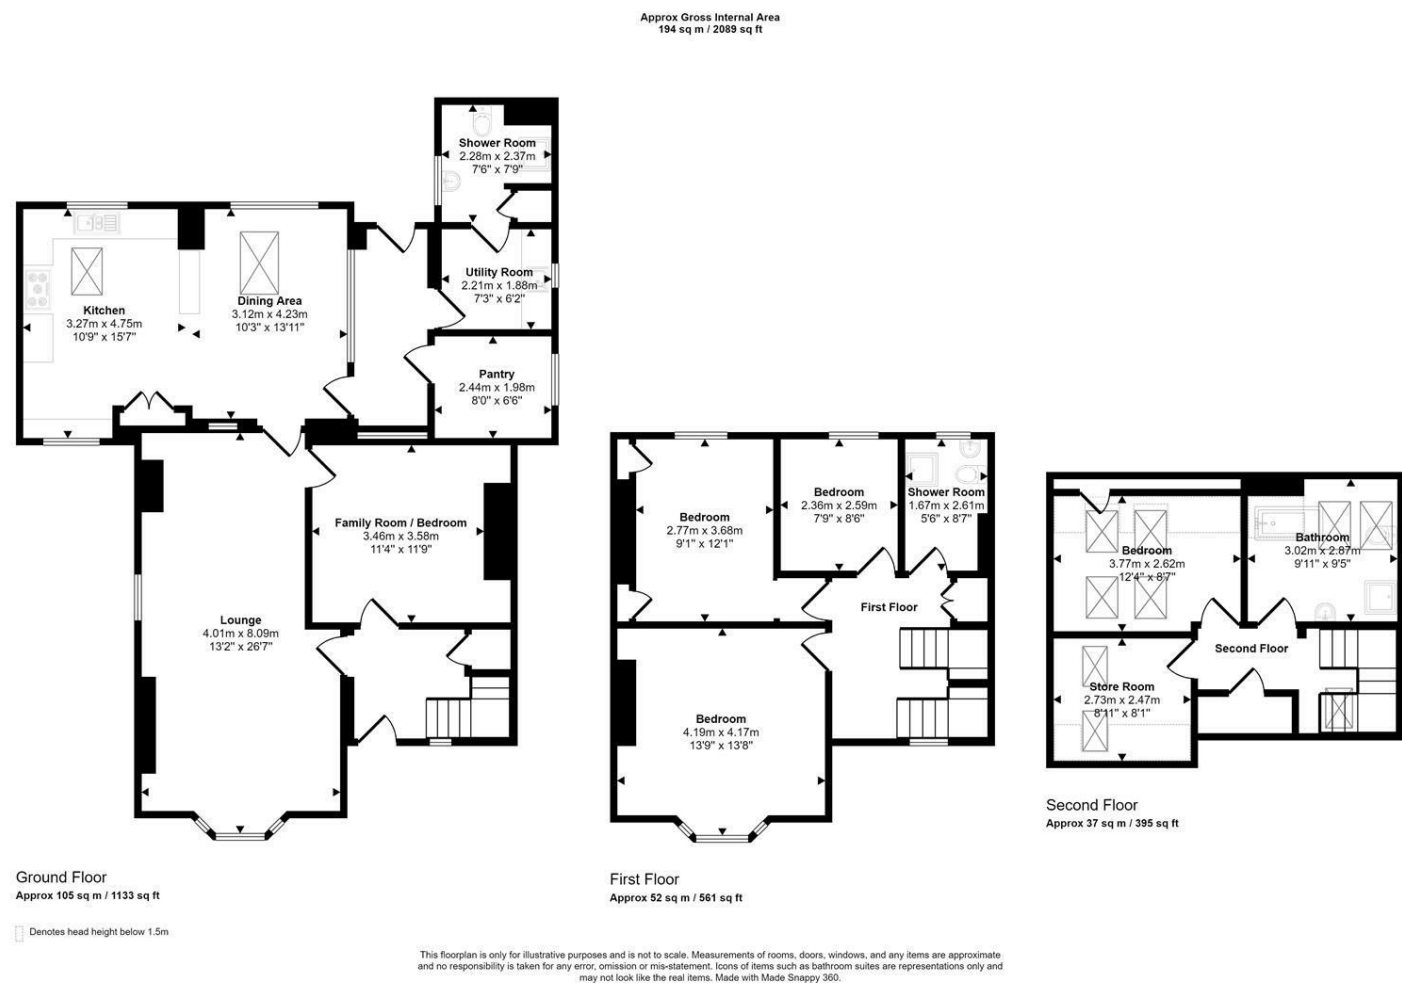 Approx Gross Internal Area
194 sq m / 2089 sq ft
Shower Room
2.28m x 2.37m
7'6" x 7'9"
Utility Room
2.21m x 1.88m
7'3" x 6'2"
Kitchen
3.27m x 4.75m
10'9" x 15'7"
Dining Area
3.12m x 4.23m
10'3" x 13'11"
Pantry
2.44m x 1.98m
8'0" x 6'6"
Family Room / Bedroom
3.46m x 3.58m
11'4" x 11'9"
Lounge
4.01m x 8.09m
13'2" x 26'7"
Ground Floor
Approx 105 sq m / 1133 sq ft
Denotes head height below 1.5m
Bedroom
2.77m x 3.68m
9'1" x 12'1"
Bedroom
2.36m x 2.59m
7'9" x 8'6"
Shower Room
1.67m x 2.61m
5'6" x 8'7"
First Floor
Bedroom
4.19m x 4.17m
13'9" x 13'8"
First Floor
Approx 52 sq m / 561 sq ft
Bedroom
3.77m x 2.62m
12'4" x 8'7"
Bathroom
3.02m x 2.87m
9'11" x 9'5"
Second Floor
Store Room
2.73m x 2.47m
8'11" x 8'1"
Second Floor
Approx 37 sq m / 395 sq ft
This floorplan is only for illustrative purposes and is not to scale. Measurements of rooms, doors, windows, and any items are approximate
and no responsibility is taken for any error, omission or mis-statement. Icons of items such as bathroom suites are representations only and
may not look like the real items. Made with Made Snappy 360.